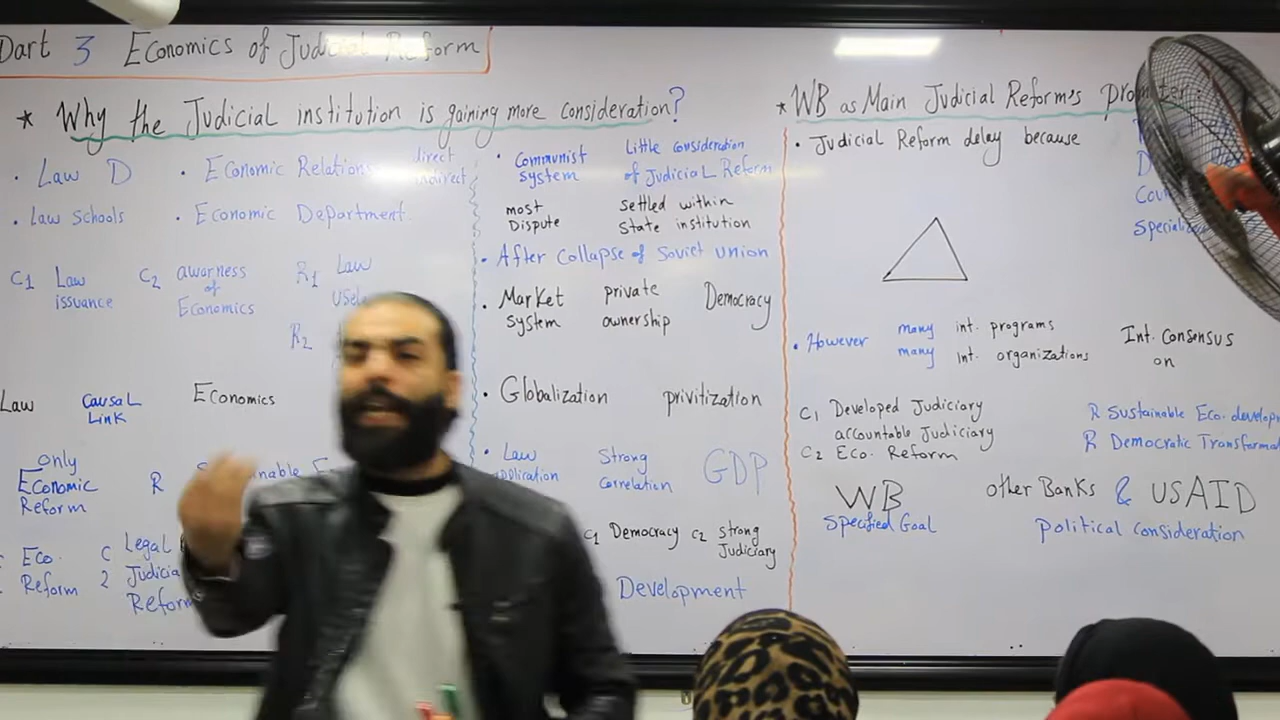 Part 3 Economics of Judicial Reform
* Why the Judicial institution is gaining more consideration?
• Law D • Economic Relations direct
indirect
• Law Schools • Economic Department
C1 Law issuance C2 awarness of Economics R1 Law
R2
Law Causal Link Economics
only Economic Reform R
Eco. Reform C2 Legal Judicial Reform
• Communist system Little consideration of Judicial Reform
most Dispute settled within state institution
• After collapse of Soviet Union
• Market system private ownership Democracy
• Globalization privitization
• Law application Strong Correlation GDP
C1 Democracy C2 strong Judiciary
Development
* WB as Main Judicial Reform's
• Judicial Reform delay because
• However many int. programs
many int. organizations
Int. Consensus on
C1 Developed Judiciary
accountable Judiciary
C2 Eco. Reform
R Sustainable Eco.
R Democratic
WB other Banks & USAID
Specified Goal Political consideration